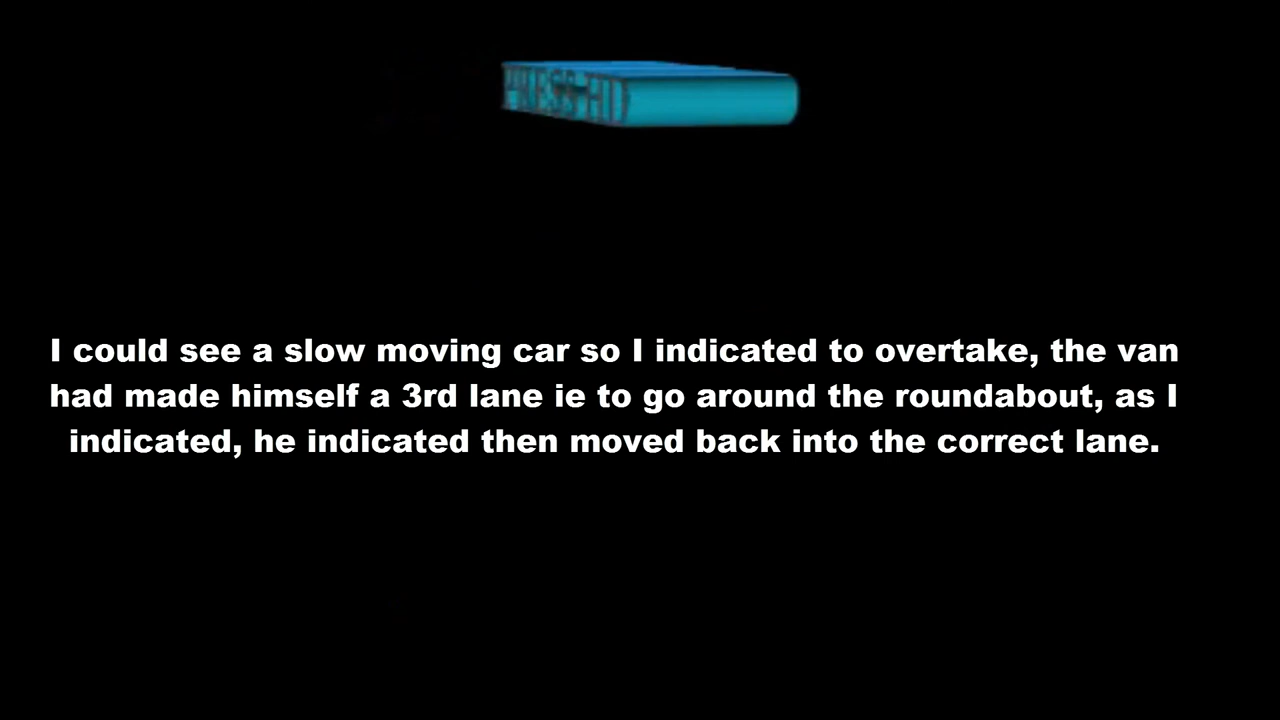 I could see a slow moving car so I indicated to overtake, the van
had made himself a 3rd lane ie to go around the roundabout, as I
indicated, he indicated then moved back into the correct lane.